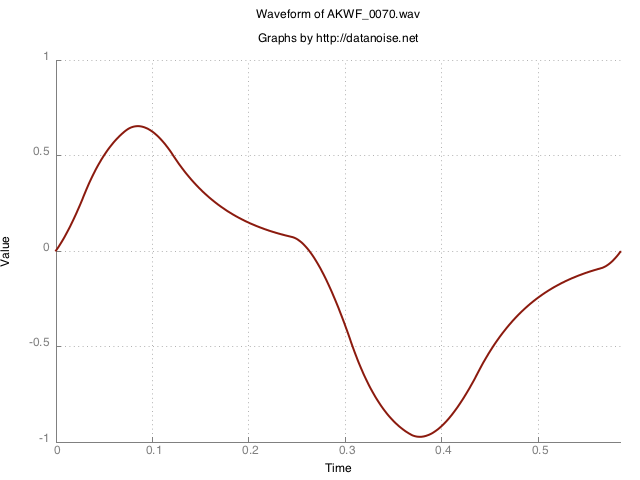 Waveform of AKWF_0070.wav
Graphs by http://datanoise.net
1
0.5
0
-0.5
-1
Value
0 0.1 0.2 0.3 0.4 0.5
Time